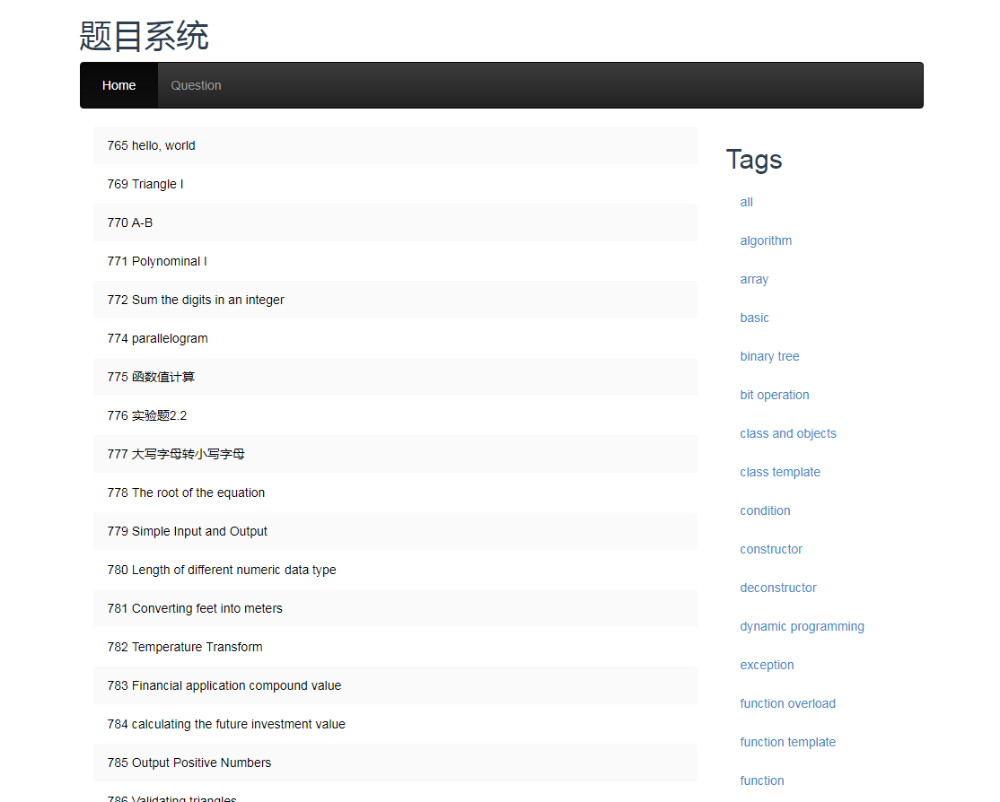 题目系统
Home Question
765 hello, world
769 Triangle I
770 A-B
771 Polynominal I
772 Sum the digits in an integer
774 parallelogram
775 函数值计算
776 实验题2.2
777 大写字母转小写字母
778 The root of the equation
779 Simple Input and Output
780 Length of different numeric data type
781 Converting feet into meters
782 Temperature Transform
783 Financial application compound value
784 calculating the future investment value
785 Output Positive Numbers
786 Validating triangles
Tags
all
algorithm
array
basic
binary tree
bit operation
class and objects
class template
condition
constructor
deconstructor
dynamic programming
exception
function overload
function template
function